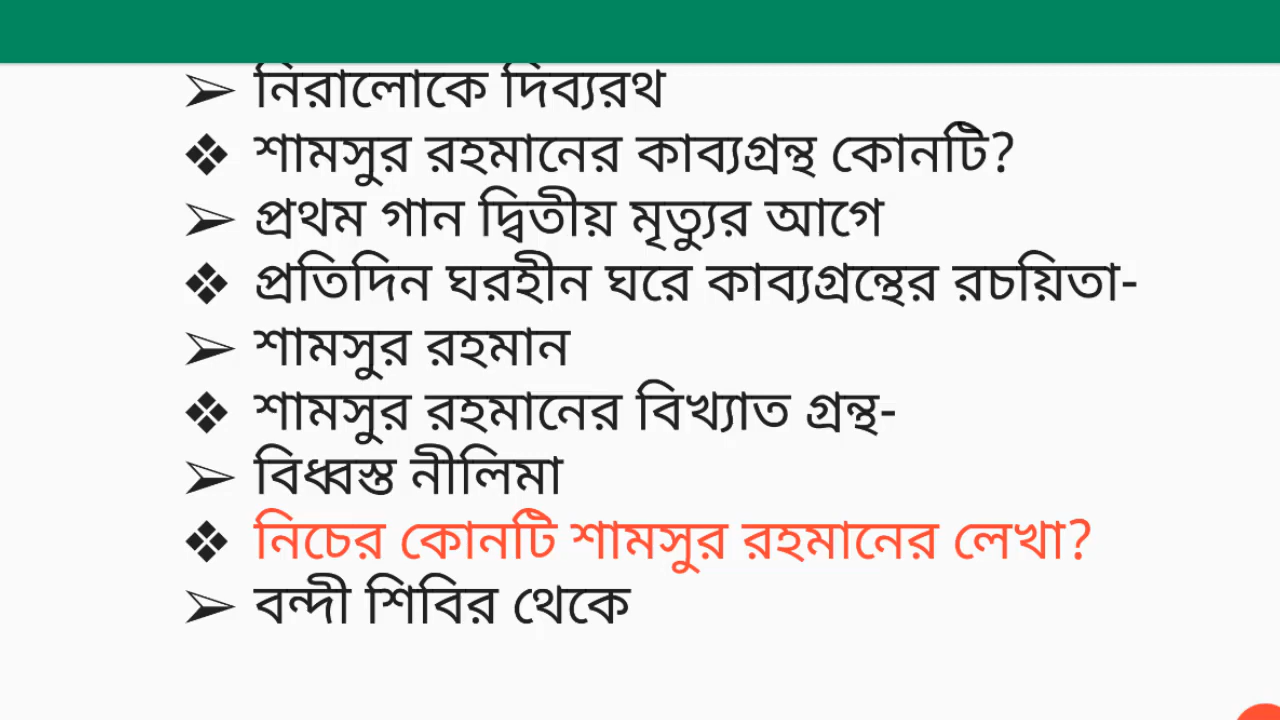 ➢ নিরালোকে দিব্যরথ
❖ শামসুর রহমানের কাব্যগ্রন্থ কোনটি?
➢ প্রথম গান দ্বিতীয় মৃত্যুর আগে
❖ প্রতিদিন ঘরহীন ঘরে কাব্যগ্রন্থের রচয়িতা-
➢ শামসুর রহমান
❖ শামসুর রহমানের বিখ্যাত গ্রন্থ-
➢ বিধ্বস্ত নীলিমা
❖ নিচের কোনটি শামসুর রহমানের লেখা?
➢ বন্দী শিবির থেকে